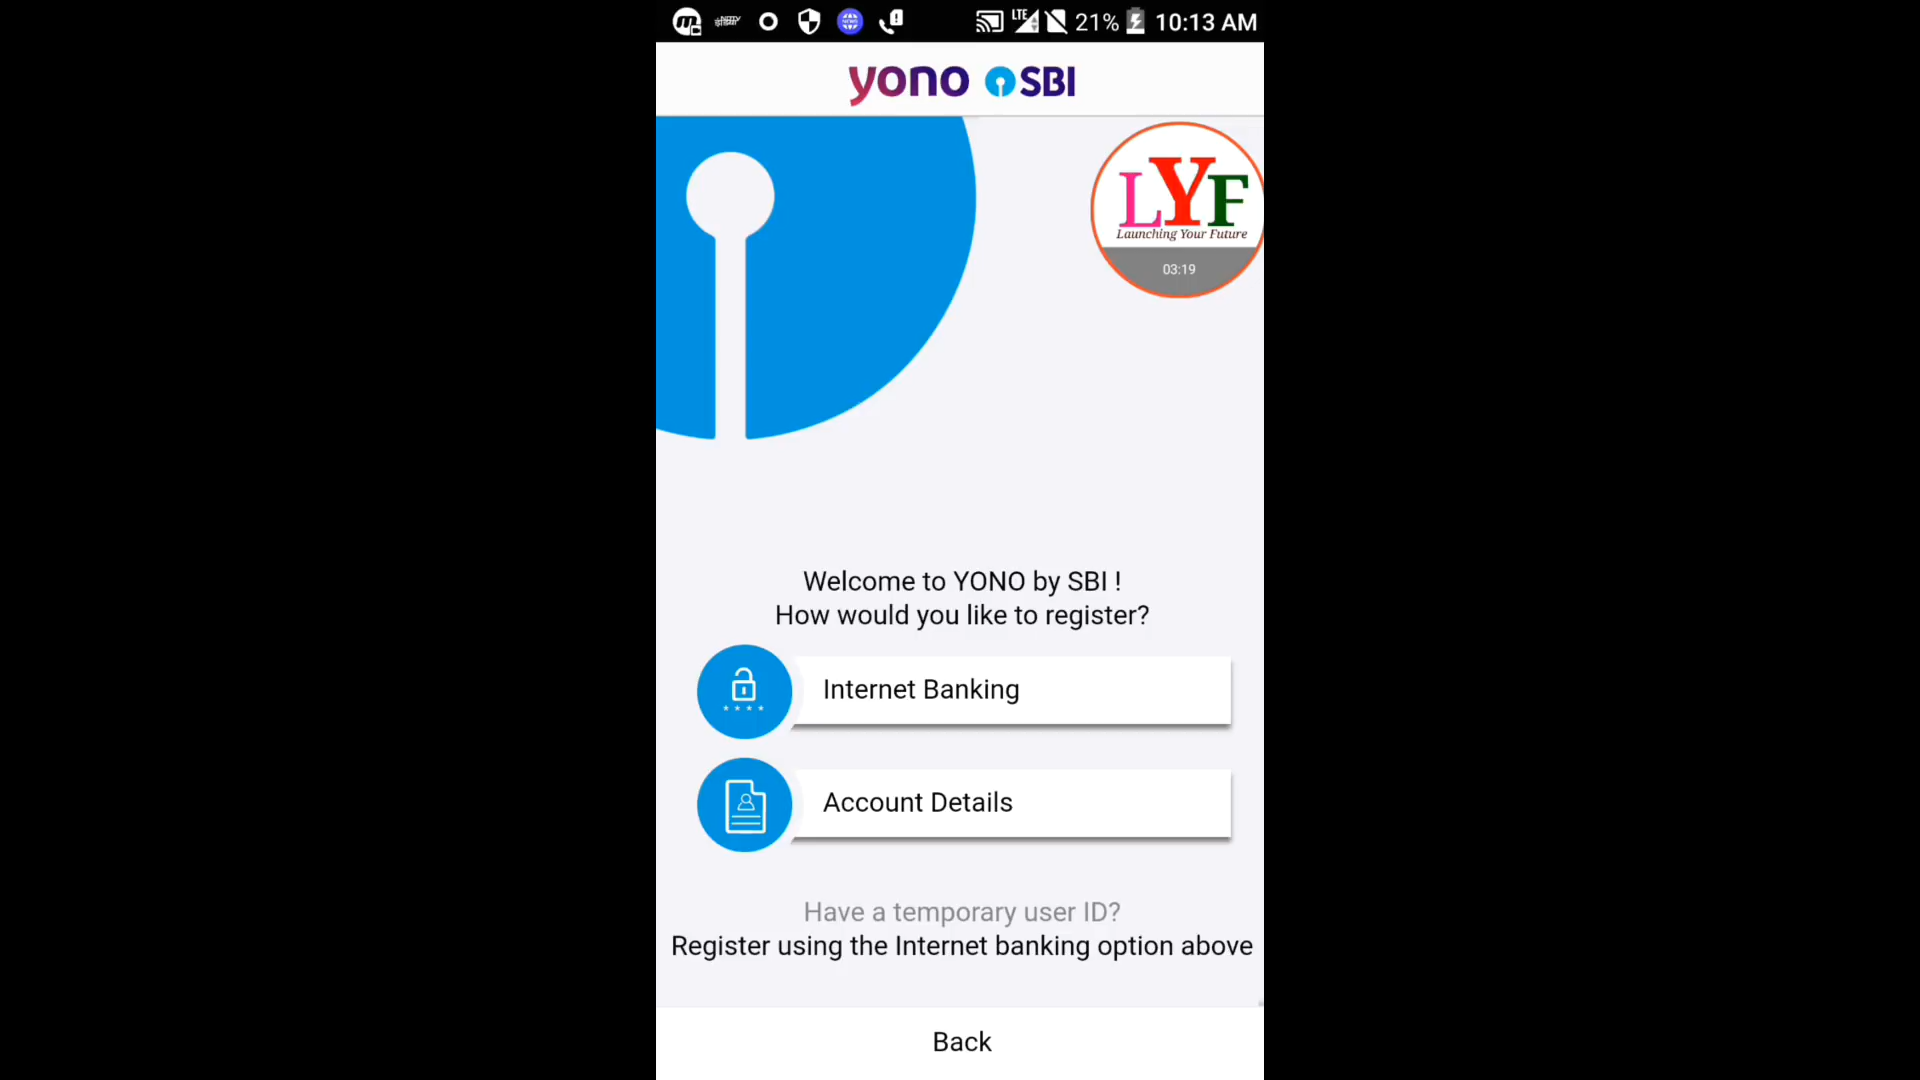 LTE 21% 10:13 AM
yono SBI
LYF
Launching Your Future
03:19
Welcome to YONO by SBI !
How would you like to register?
Internet Banking
Account Details
Have a temporary user ID?
Register using the Internet banking option above
Back